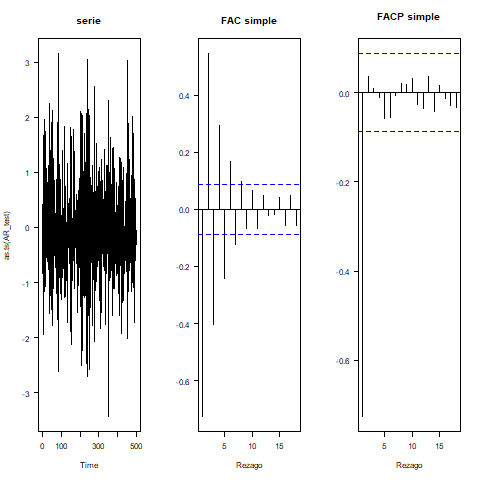 serie
FAC simple
FACP simple
as.ts(AR_test)
3
2
1
0
-1
-2
-3
0 100 300 500
Time
0.4
0.2
0.0
-0.2
-0.4
-0.6
5 10 15
Rezago
0.0
-0.2
-0.4
-0.6
5 10 15
Rezago